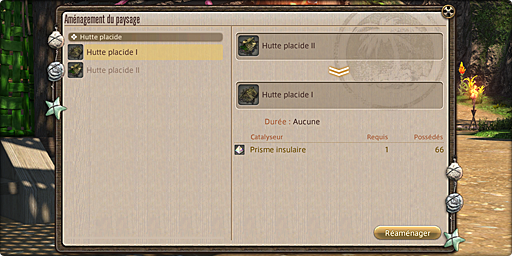 Aménagement du paysage
Hutte placide
Hutte placide I
Hutte placide II
Hutte placide II
Hutte placide I
Durée : Aucune
Catalyseur Requis Possédés
Prisme insulaire 1 66
Réaménager